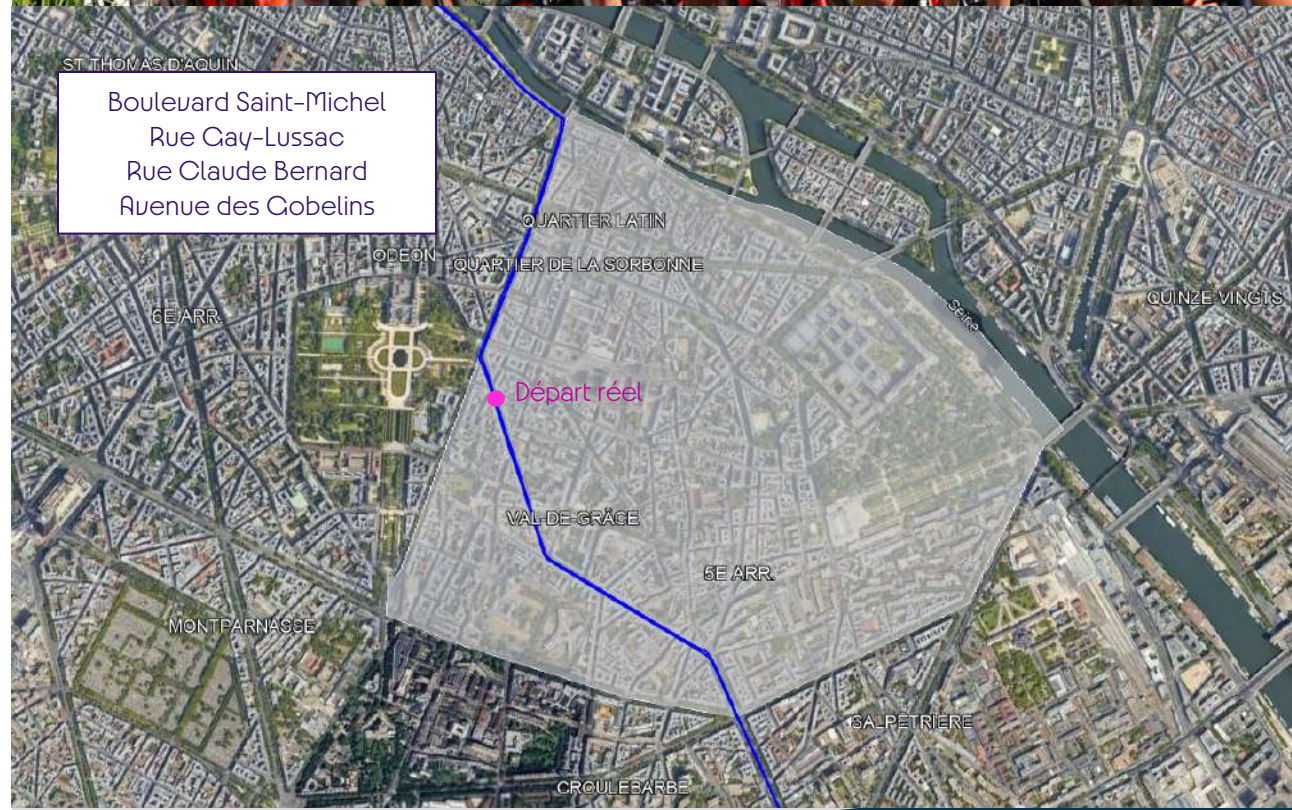 ST THOMAS D'AQUIN
Boulevard Saint-Michel
Rue Gay-Lussac
Rue Claude Bernard
Avenue des Gobelins
QUARTIER LATIN
ODÉON
QUARTIER DE LA SORBONNE
6E ARR.
QUINZE-VINGTS
Seine
Départ réel
VAL-DE-GRÂCE
5E ARR.
MONTPARNASSE
SALPÊTRIÈRE
CROULEBARBE